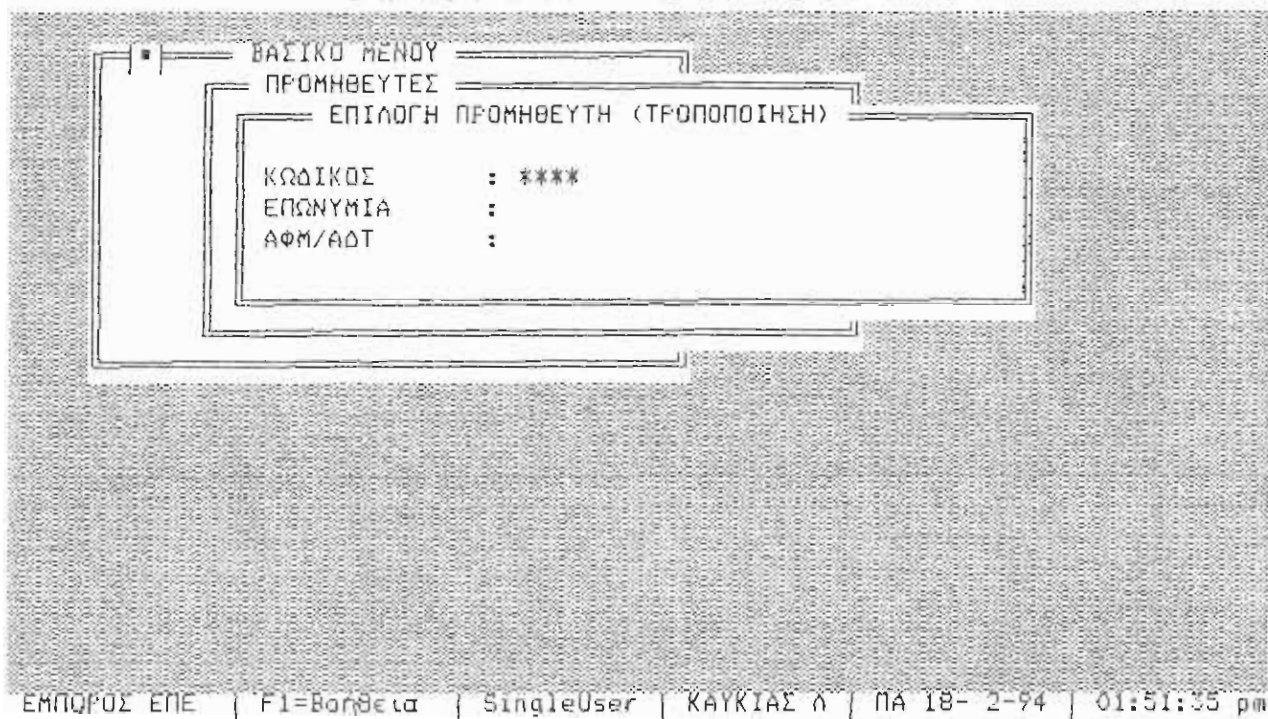 ΒΑΣΙΚΟ ΜΕΝΟΥ
ΠΡΟΜΗΘΕΥΤΕΣ
ΕΠΙΛΟΓΗ ΠΡΟΜΗΘΕΥΤΗ (ΤΡΟΠΟΠΟΙΗΣΗ)
ΚΩΔΙΚΟΣ : ****
ΕΠΩΝΥΜΙΑ :
ΑΦΜ/ΑΔΤ :
ΕΜΠΟΡΟΣ ΕΠΕ | F1=Βοήθεια | SingleUser | ΚΑΥΚΙΑΣ Λ | ΠΑ 18- 2-94 | 01:51:35 pm